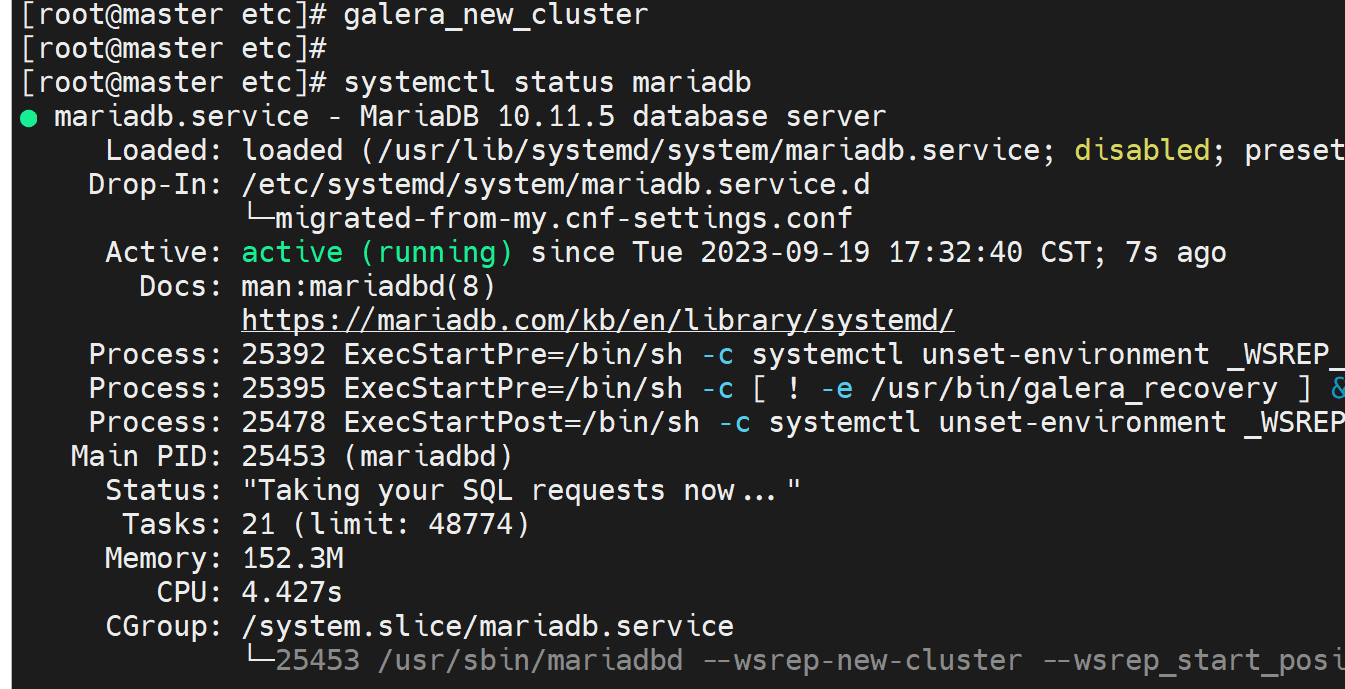 [root@master etc]# galera_new_cluster
[root@master etc]#
[root@master etc]# systemctl status mariadb
● mariadb.service - MariaDB 10.11.5 database server
     Loaded: loaded (/usr/lib/systemd/system/mariadb.service; disabled; preset
    Drop-In: /etc/systemd/system/mariadb.service.d
             └─migrated-from-my.cnf-settings.conf
     Active: active (running) since Tue 2023-09-19 17:32:40 CST; 7s ago
       Docs: man:mariadbd(8)
             https://mariadb.com/kb/en/library/systemd/
    Process: 25392 ExecStartPre=/bin/sh -c systemctl unset-environment _WSREP_
    Process: 25395 ExecStartPre=/bin/sh -c [ ! -e /usr/bin/galera_recovery ] &
    Process: 25478 ExecStartPost=/bin/sh -c systemctl unset-environment _WSREP
   Main PID: 25453 (mariadbd)
     Status: "Taking your SQL requests now..."
      Tasks: 21 (limit: 48774)
     Memory: 152.3M
        CPU: 4.427s
     CGroup: /system.slice/mariadb.service
             └─25453 /usr/sbin/mariadbd --wsrep-new-cluster --wsrep_start_posi